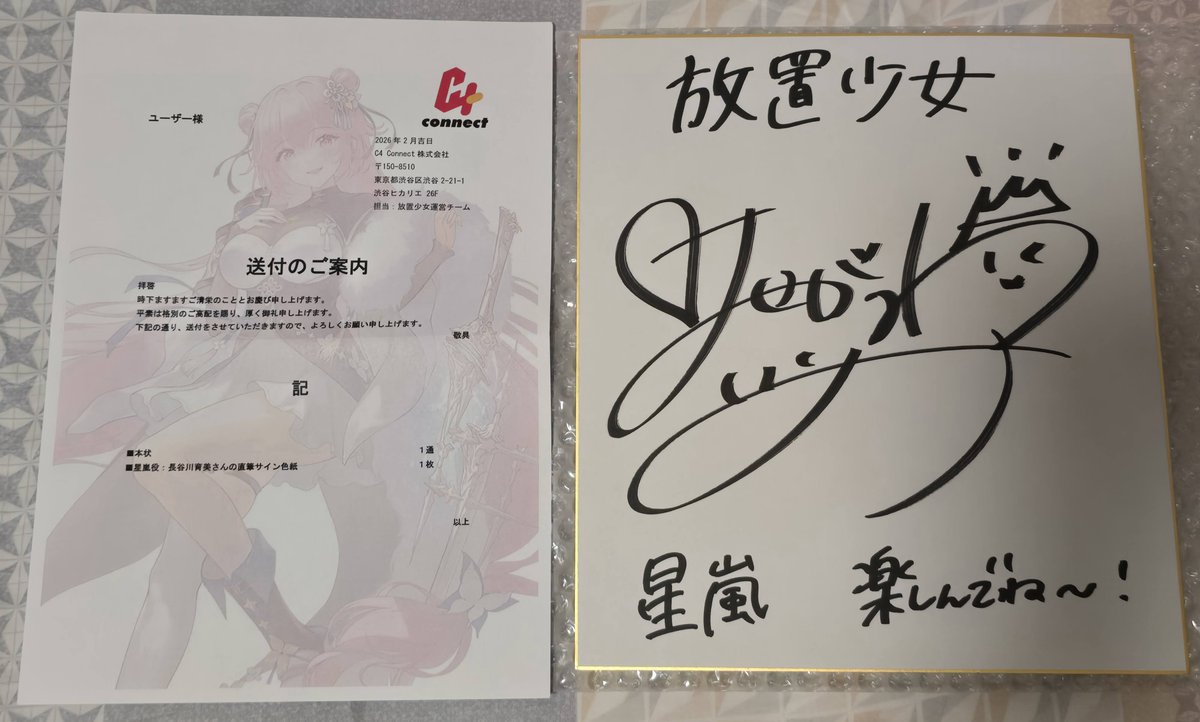 C4
connect
ユーザー様
2026年2月吉日
C4 Connect株式会社
〒150-8510
東京都渋谷区渋谷2-21-1
渋谷ヒカリエ 26F
担当:放置少女運営チーム
送付のご案内
拝啓
時下ますますご清栄のこととお慶び申し上げます。
平素は格別のご高配を賜り、厚く御礼申し上げます。
下記の通り、送付をさせていただきますので、よろしくお願い申し上げます。
敬具
記
■本状 1通
■星嵐役:長谷川育美さんの直筆サイン色紙 1枚
以上
放置少女
星嵐 楽しんでね〜!